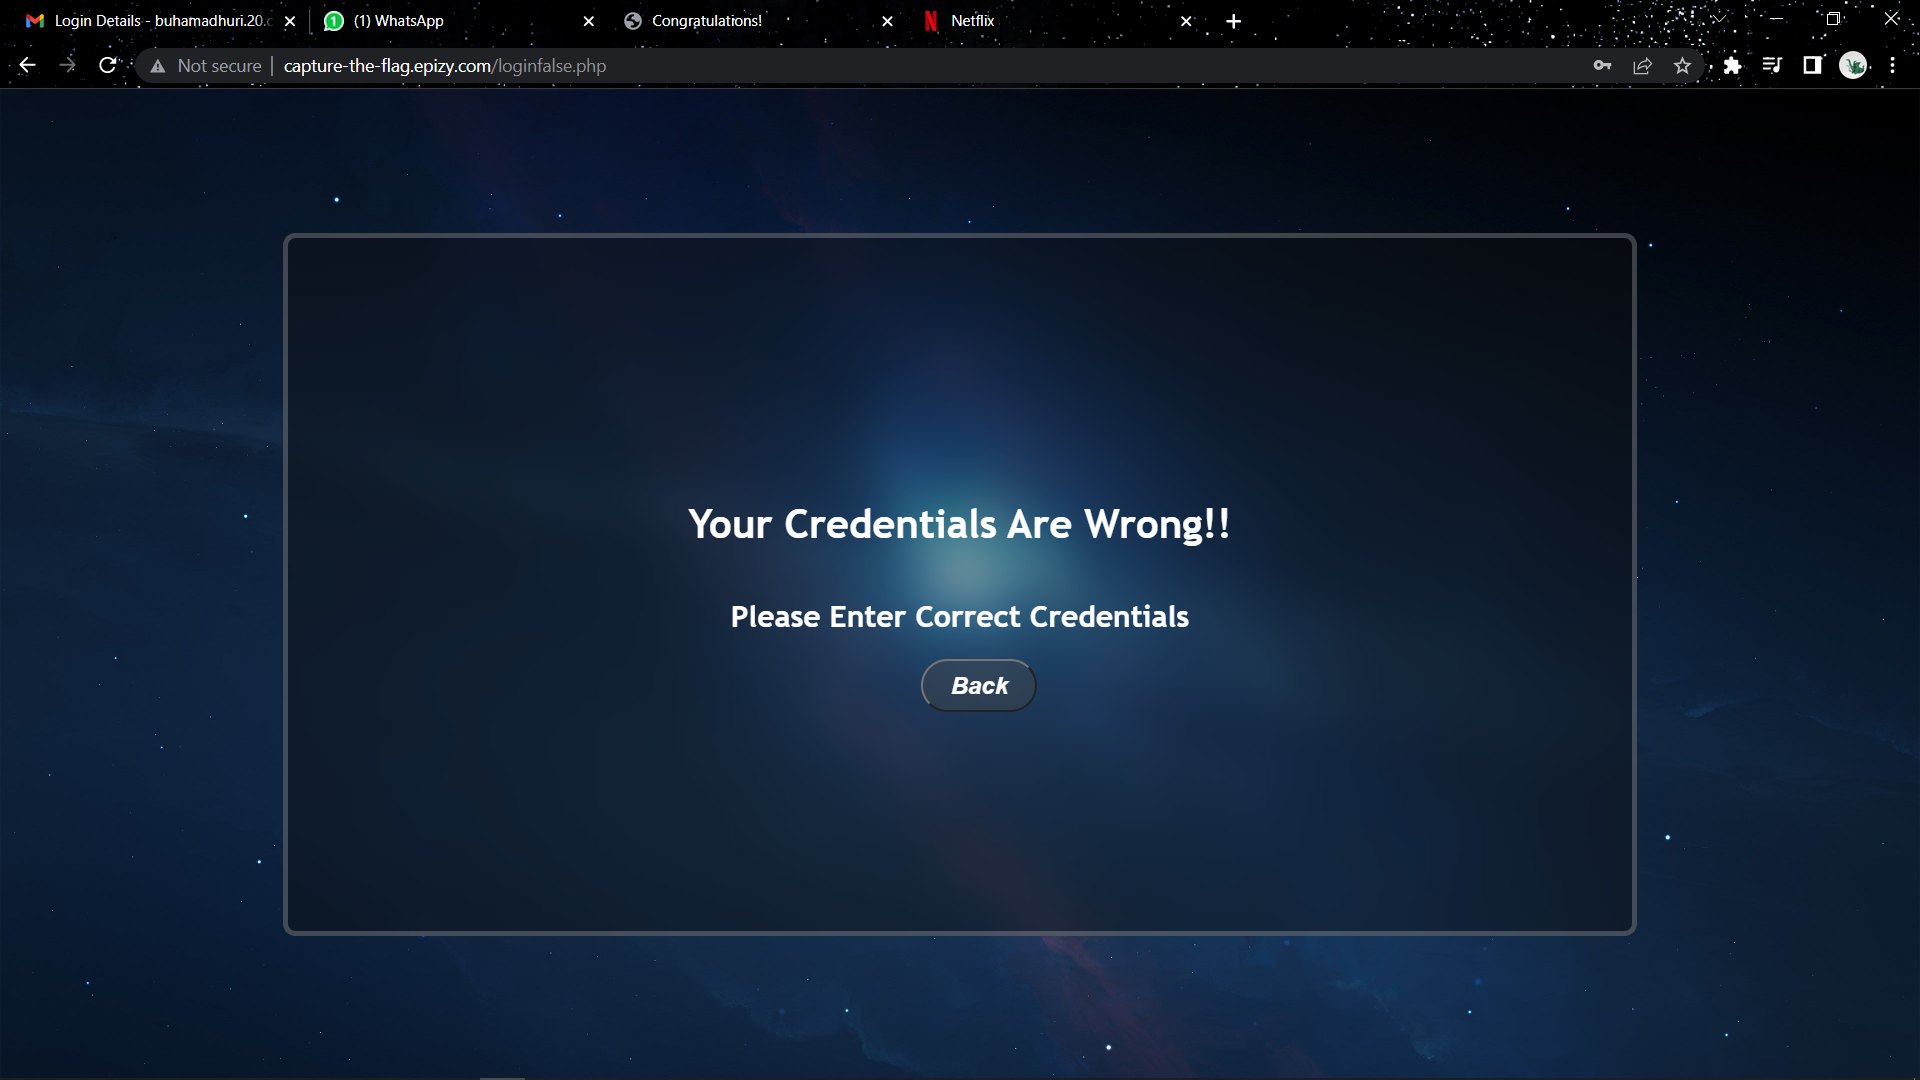 Login Details - buhamadhuri.20.c
(1) WhatsApp
Congratulations!
Netflix
Not secure | capture-the-flag.epizy.com/loginfalse.php
Your Credentials Are Wrong!!
Please Enter Correct Credentials
Back